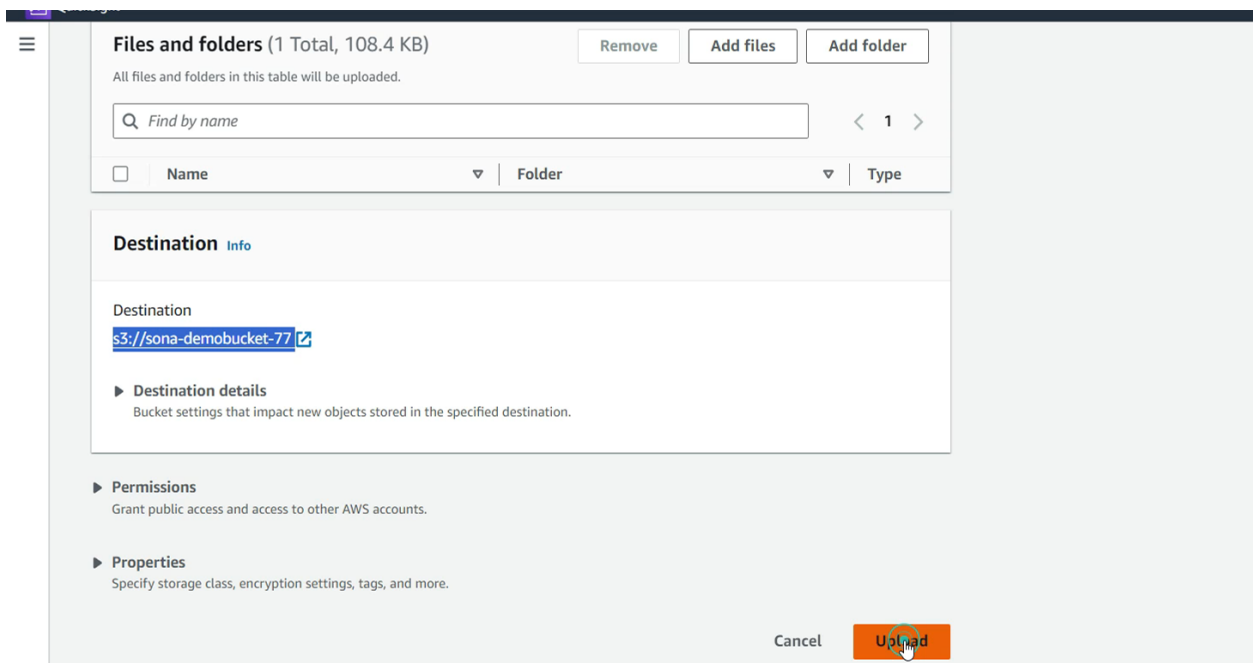 Files and folders (1 Total, 108.4 KB)
Remove
Add files
Add folder
All files and folders in this table will be uploaded.
Find by name
1
Name
Folder
Type
Destination Info
Destination
s3://sona-demobucket-77
Destination details
Bucket settings that impact new objects stored in the specified destination.
Permissions
Grant public access and access to other AWS accounts.
Properties
Specify storage class, encryption settings, tags, and more.
Cancel
Upload